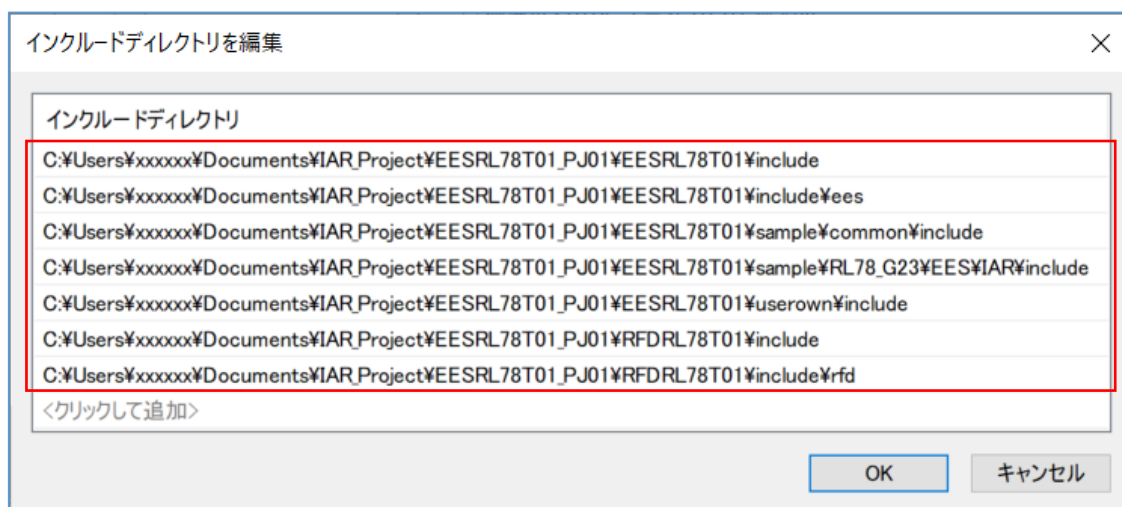 インクルードディレクトリを編集
インクルードディレクトリ
C:¥Users¥xxxxxx¥Documents¥IAR_Project¥EESRL78T01_PJ01¥EESRL78T01¥include
C:¥Users¥xxxxxx¥Documents¥IAR_Project¥EESRL78T01_PJ01¥EESRL78T01¥include¥ees
C:¥Users¥xxxxxx¥Documents¥IAR_Project¥EESRL78T01_PJ01¥EESRL78T01¥sample¥common¥include
C:¥Users¥xxxxxx¥Documents¥IAR_Project¥EESRL78T01_PJ01¥EESRL78T01¥sample¥RL78_G23¥EES¥IAR¥include
C:¥Users¥xxxxxx¥Documents¥IAR_Project¥EESRL78T01_PJ01¥EESRL78T01¥userown¥include
C:¥Users¥xxxxxx¥Documents¥IAR_Project¥EESRL78T01_PJ01¥RFDRL78T01¥include
C:¥Users¥xxxxxx¥Documents¥IAR_Project¥EESRL78T01_PJ01¥RFDRL78T01¥include¥rfd
<クリックして追加>
OK キャンセル